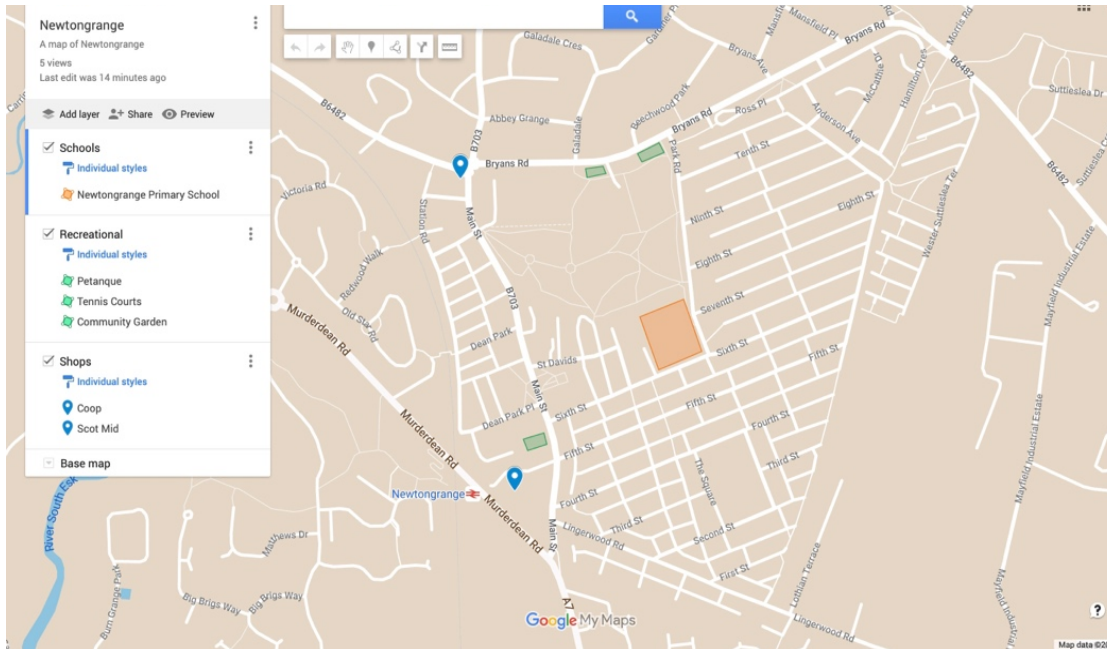 Newtongrange
A map of Newtongrange
5 views
Last edit was 14 minutes ago
Add layer Share Preview
Schools
Individual styles
Newtongrange Primary School
Recreational
Individual styles
Petanque
Tennis Courts
Community Garden
Shops
Individual styles
Coop
Scot Mid
Base map
Galadale Cres
Bryans Ave
Mansfield Pl
Bryans Rd
Morris Rd
B6482
McCathie Dr
Hamilton Cres
Suttieslea Dr
B6482
Abbey Grange
Galadale
Beechwood Park
Bryans Rd
Ross Pl
Anderson Ave
B703
Bryans Rd
Park Rd
Tenth St
B6482
Victoria Rd
Station Rd
Main St
Ninth St
Eighth St
Wester Suttieslea Ter
Redwood Walk
Eighth St
Mayfield Industrial Estate
Old Star Rd
B703
Seventh St
Murderdean Rd
Dean Park
St Davids
Sixth St
Fifth St
Main St
Dean Park Pl
Sixth St
Fifth St
Fourth St
Murderdean Rd
Fifth St
Third St
The Square
Newtongrange
Fourth St
Mayfield Industrial Estate
Murderdean Rd
Third St
Second St
Main St
Lingerwood Rd
First St
River South Esk
Matthews Dr
Lothian Terrace
Burn Grange Park
Big Brigs Way
Big Brigs Way
A7
Lingerwood Rd
Mayfield Industrial
Google My Maps
?
Map data ©2